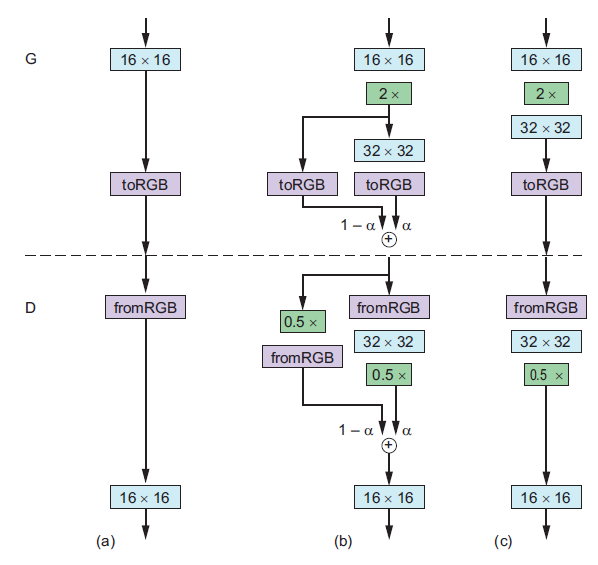 G 16 × 16 16 × 16 16 × 16
2 × 2 ×
32 × 32
32 × 32
toRGB toRGB toRGB toRGB
1 – α α
+
D fromRGB fromRGB fromRGB
0.5 ×
32 × 32 32 × 32
fromRGB
0.5 × 0.5 ×
1 – α α
+
16 × 16 16 × 16 16 × 16
(a) (b) (c)